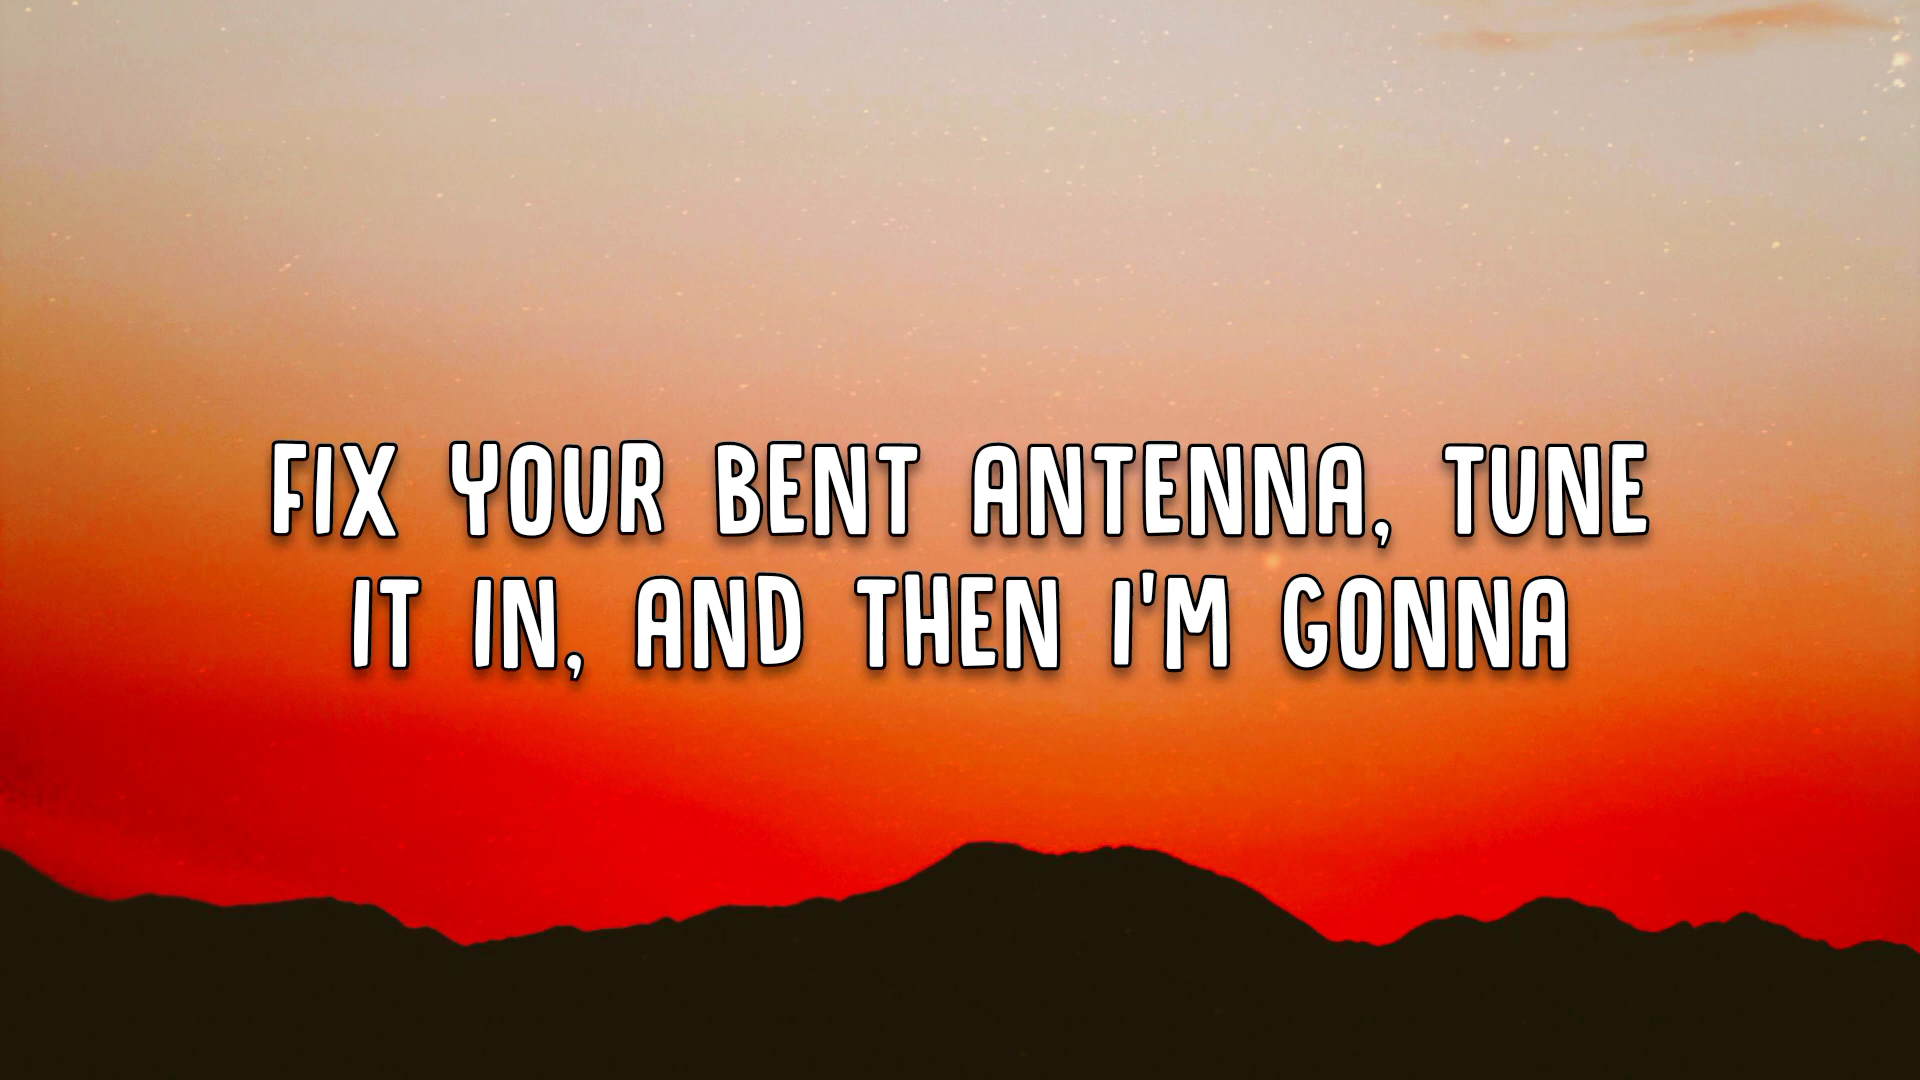 FIX YOUR BENT ANTENNA, TUNE
IT IN, AND THEN I'M GONNA